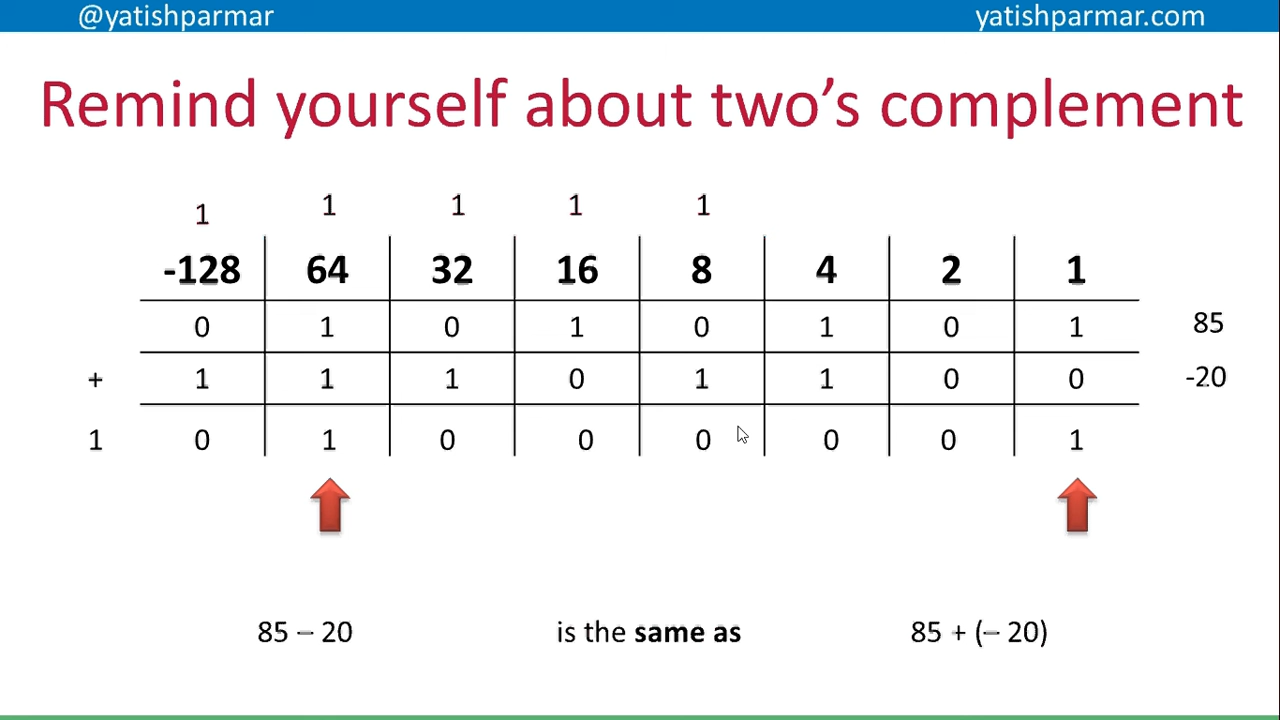 @yatishparmar yatishparmar.com
Remind yourself about two's complement
1 1 1 1 1
-128 64 32 16 8 4 2 1
0 1 0 1 0 1 0 1 85
+ 1 1 1 0 1 1 0 0 -20
1 0 1 0 0 0 0 0 1
85 – 20 is the same as 85 + (– 20)